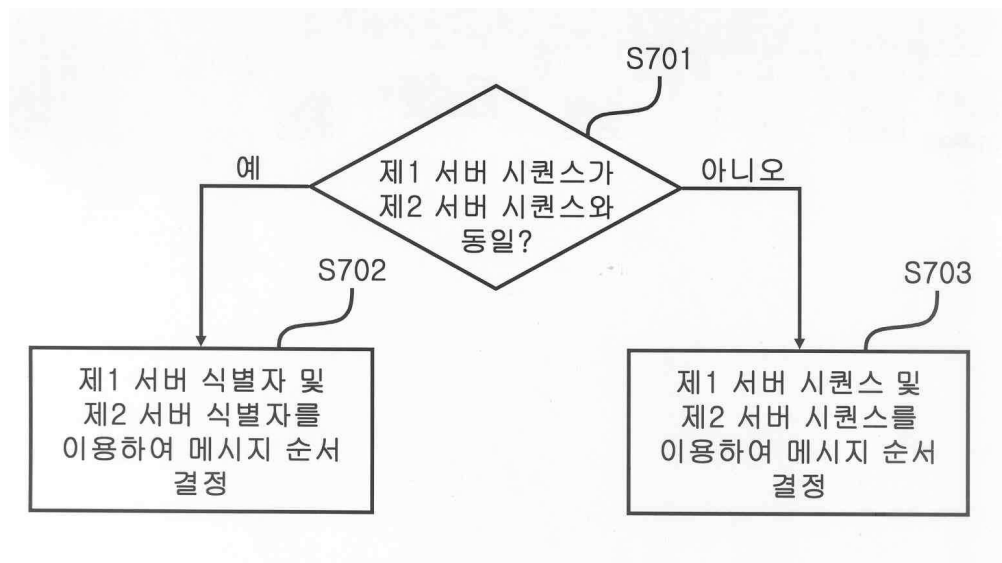 S701
예
제1 서버 시퀀스가
아니오
제2 서버 시퀀스와
동일?
S702
S703
제1 서버 식별자 및
제2 서버 식별자를
이용하여 메시지 순서
결정
제1 서버 시퀀스 및
제2 서버 시퀀스를
이용하여 메시지 순서
결정